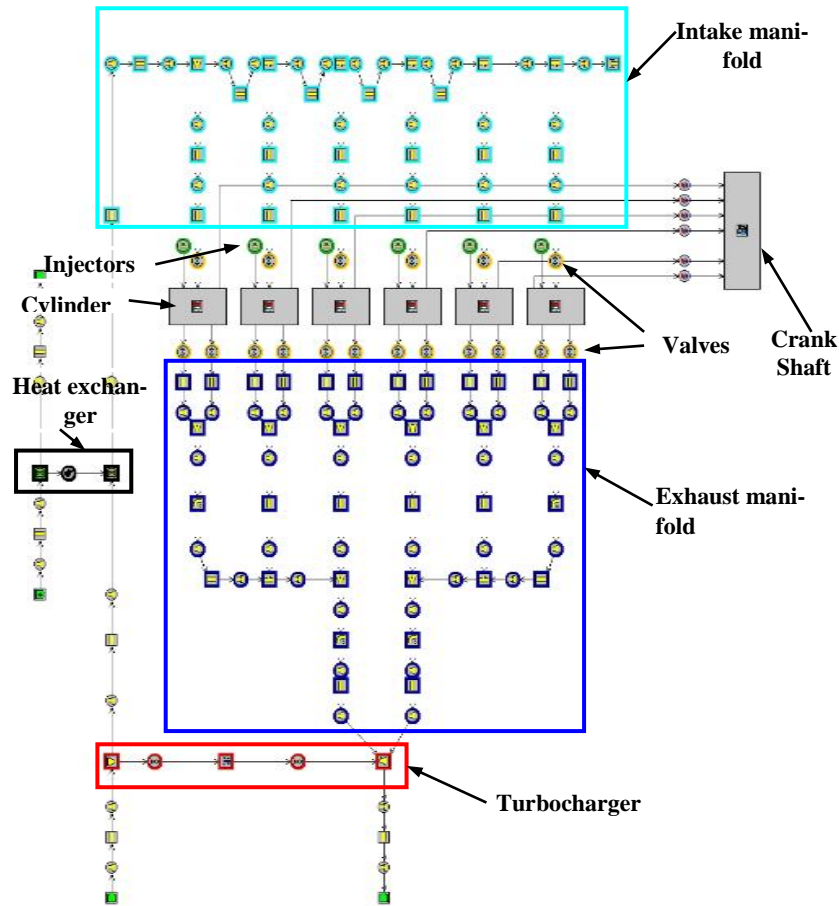 Intake mani-
fold
Injectors
Cylinder
Valves
Crank
Shaft
Heat exchan-
ger
Exhaust mani-
fold
Turbocharger